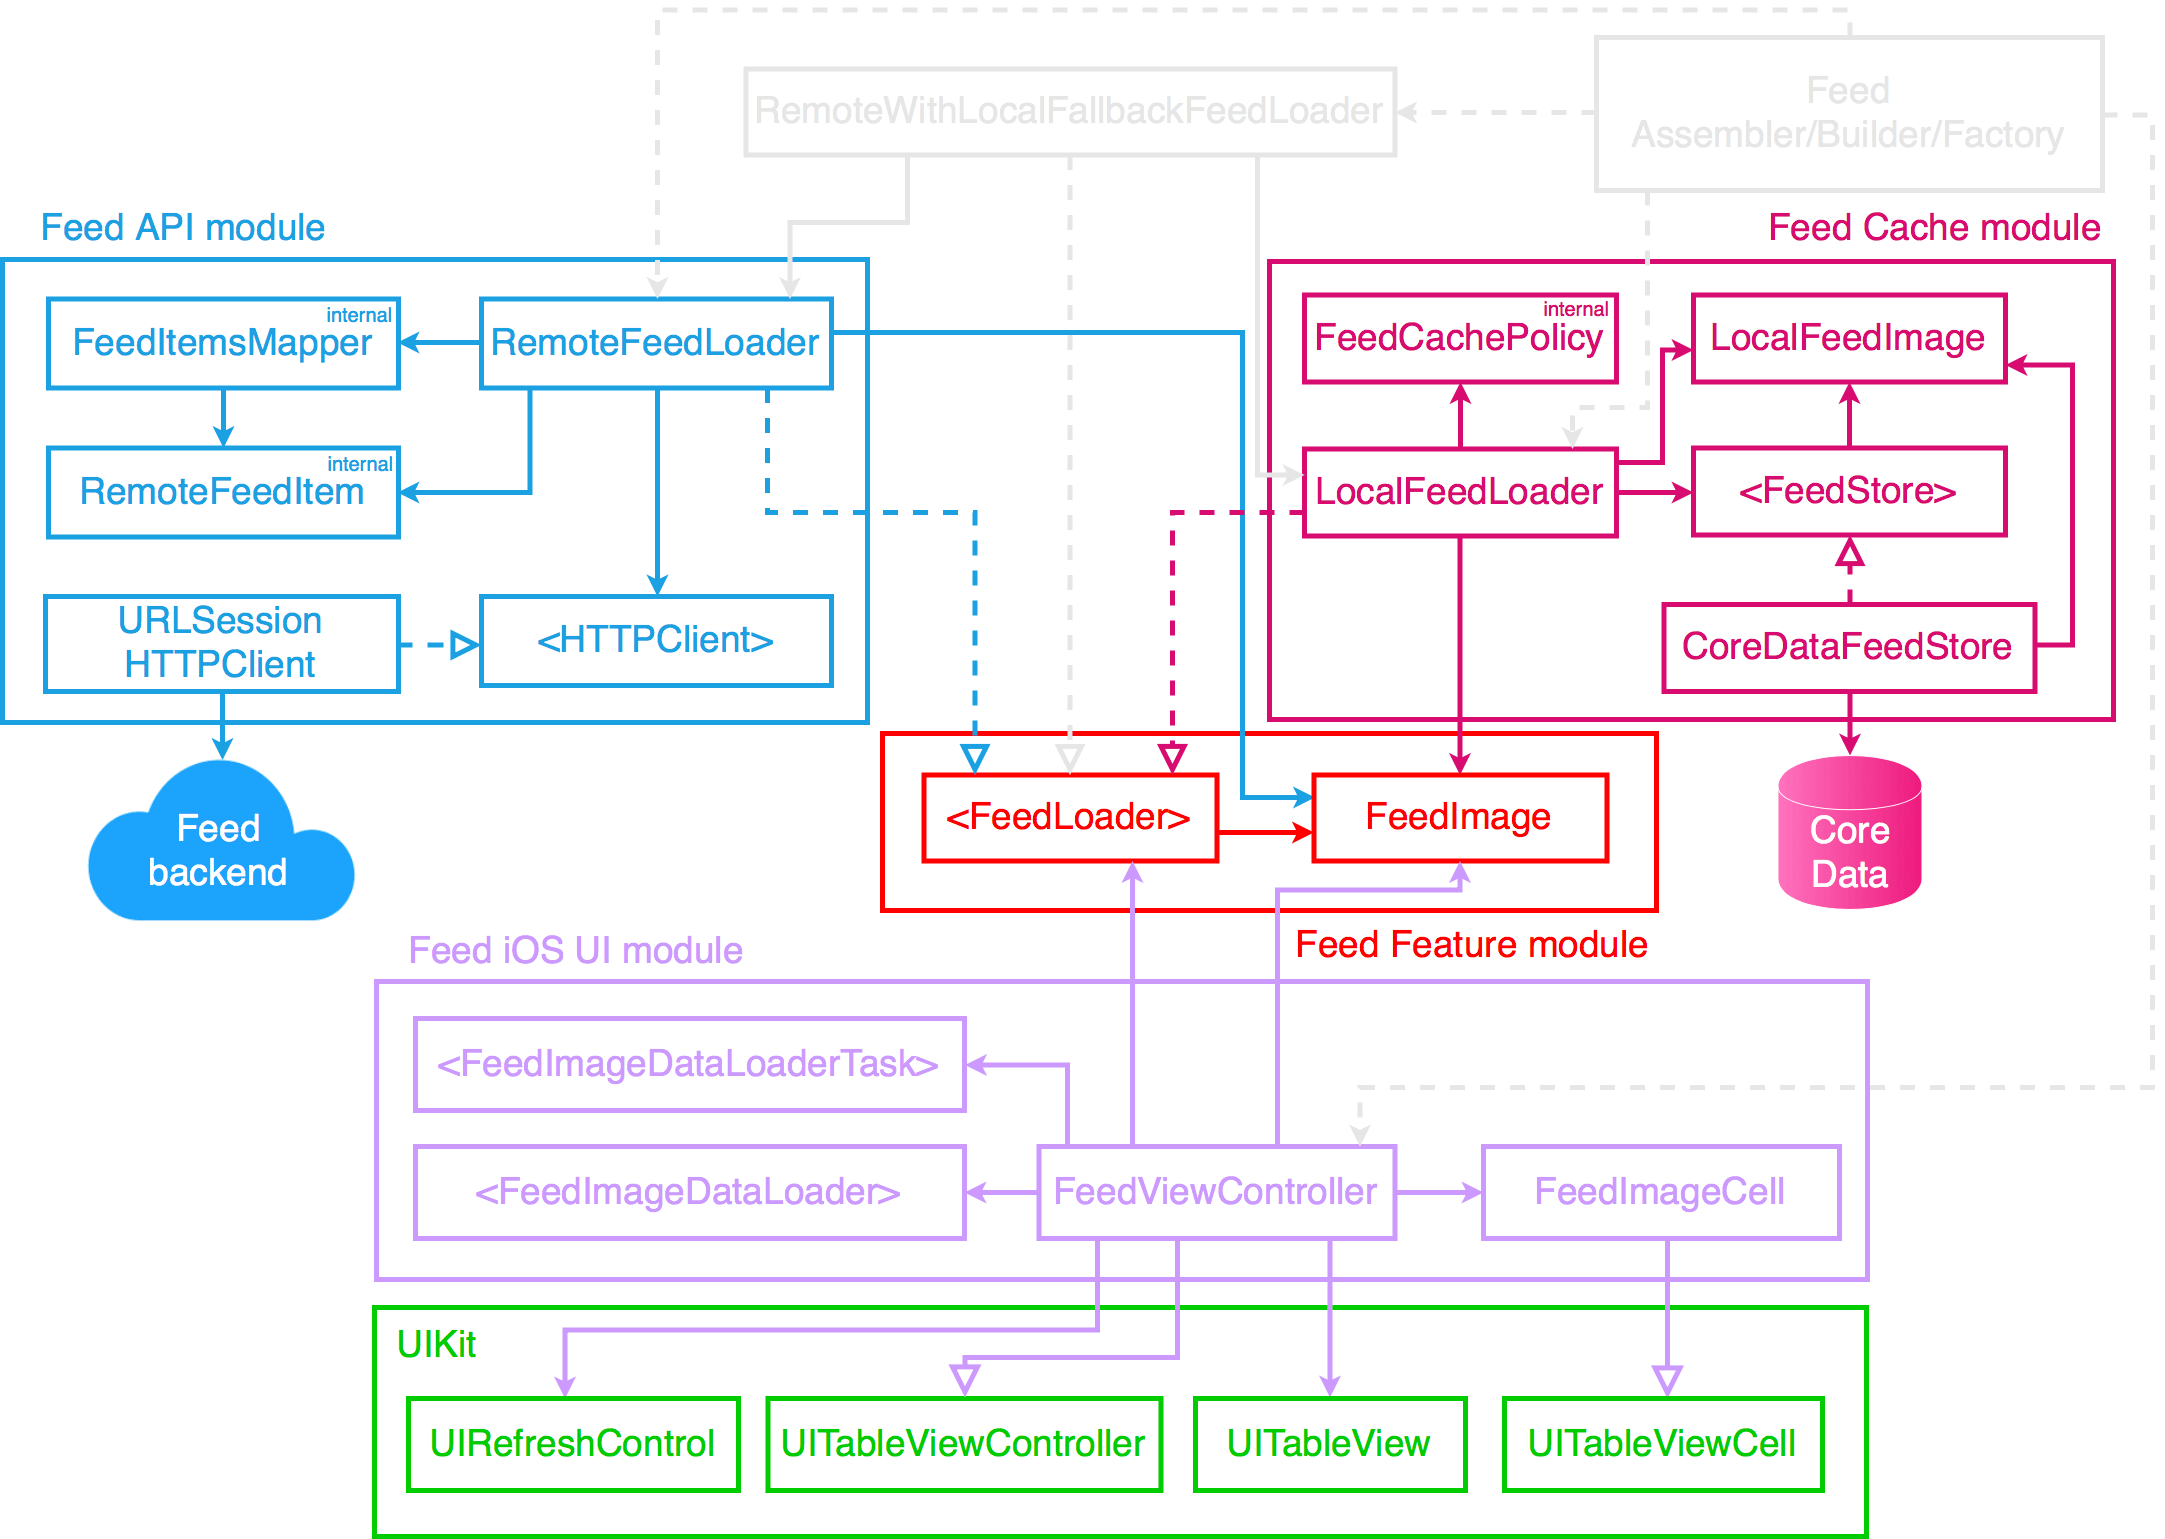 Feed
Assembler/Builder/Factory
RemoteWithLocalFallbackFeedLoader
Feed API module
internal
FeedItemsMapper
RemoteFeedLoader
internal
RemoteFeedItem
URLSession
HTTPClient
<HTTPClient>
Feed
backend
Feed Cache module
internal
FeedCachePolicy
LocalFeedImage
LocalFeedLoader
<FeedStore>
CoreDataFeedStore
Core
Data
<FeedLoader>
FeedImage
Feed Feature module
Feed iOS UI module
<FeedImageDataLoaderTask>
<FeedImageDataLoader>
FeedViewController
FeedImageCell
UIKit
UIRefreshControl
UITableViewController
UITableView
UITableViewCell